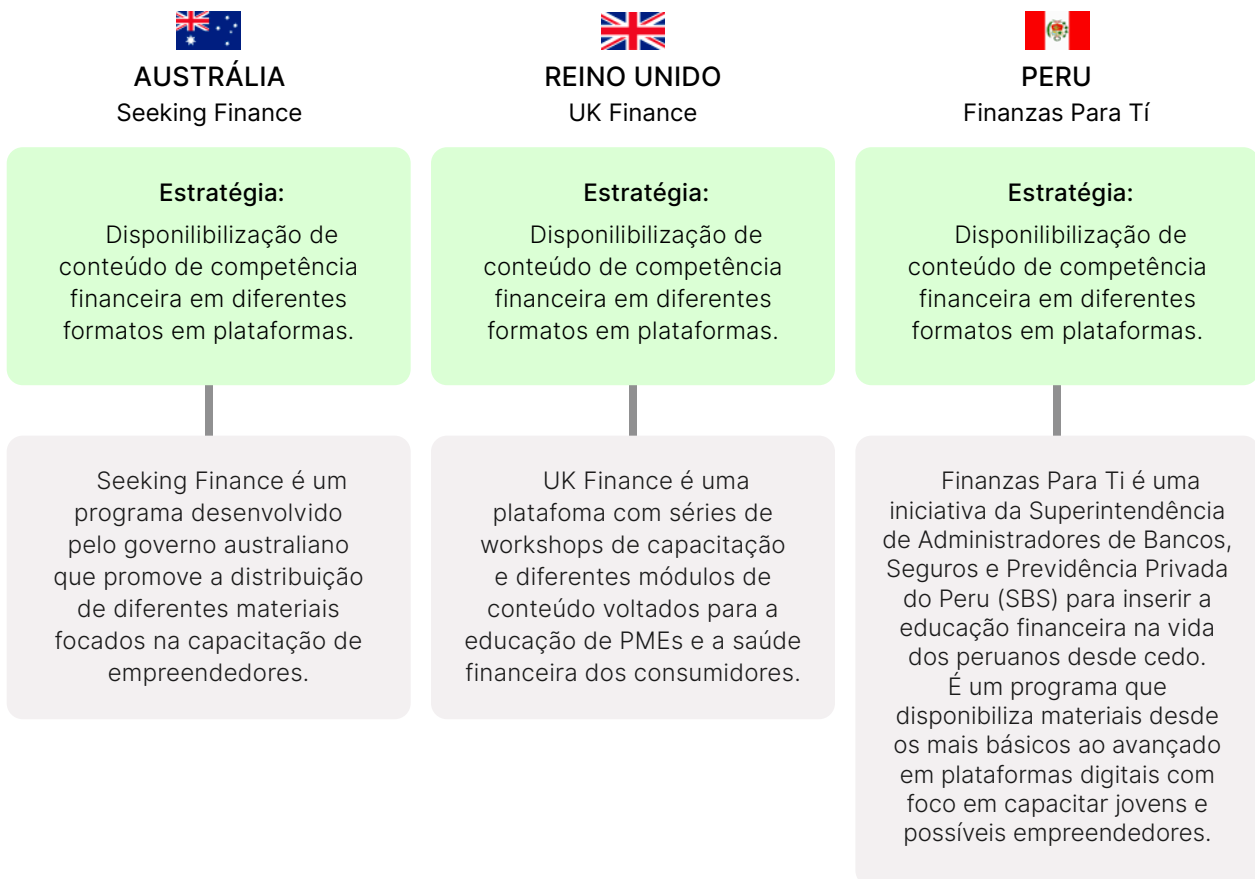 AUSTRÁLIA
Seeking Finance
Estratégia:
Disponilibilização de
conteúdo de competência
financeira em diferentes
formatos em plataformas.
Seeking Finance é um
programa desenvolvido
pelo governo australiano
que promove a distribuição
de diferentes materiais
focados na capacitação de
empreendedores.
REINO UNIDO
UK Finance
Estratégia:
Disponilibilização de
conteúdo de competência
financeira em diferentes
formatos em plataformas.
UK Finance é uma
platafoma com séries de
workshops de capacitação
e diferentes módulos de
conteúdo voltados para a
educação de PMEs e a saúde
financeira dos consumidores.
PERU
Finanzas Para Tí
Estratégia:
Disponilibilização de
conteúdo de competência
financeira em diferentes
formatos em plataformas.
Finanzas Para Ti é uma
iniciativa da Superintendência
de Administradores de Bancos,
Seguros e Previdência Privada
do Peru (SBS) para inserir a
educação financeira na vida
dos peruanos desde cedo.
É um programa que
disponibiliza materiais desde
os mais básicos ao avançado
em plataformas digitais com
foco em capacitar jovens e
possíveis empreendedores.